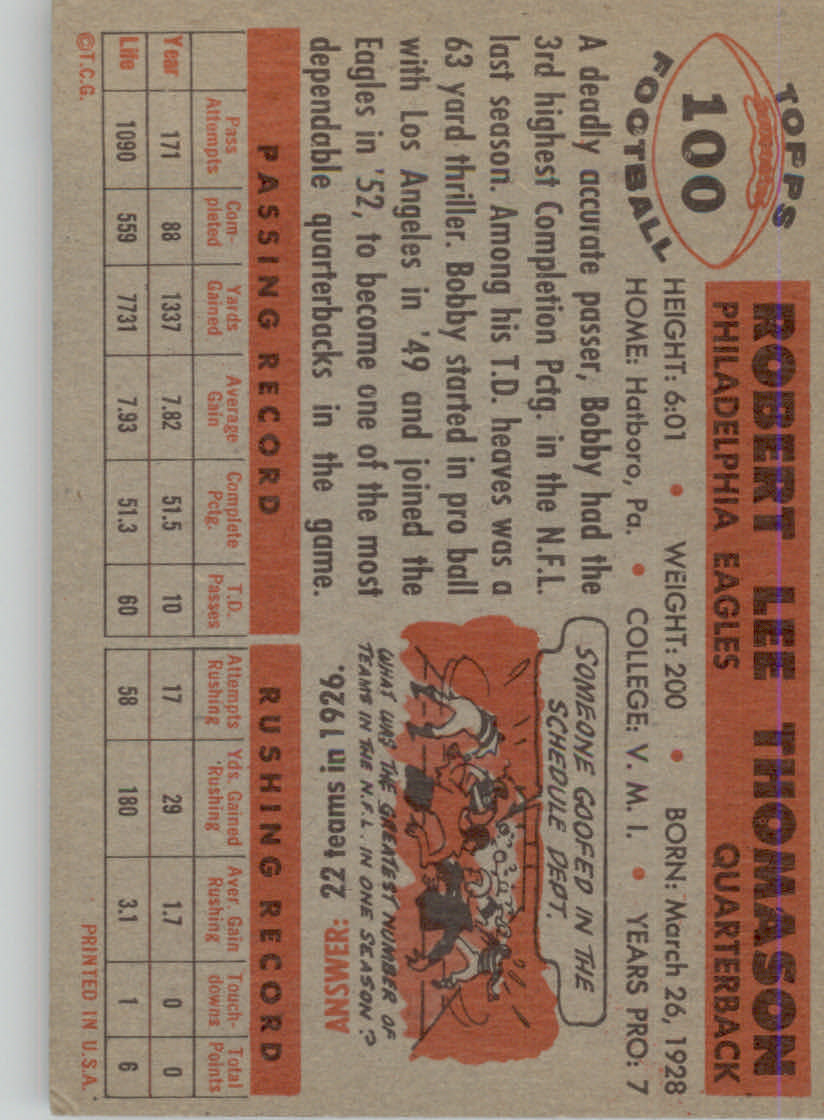 TOPPS
100
FOOTBALL
ROBERT LEE THOMASON
PHILADELPHIA EAGLES QUARTERBACK
HEIGHT: 6:01 • WEIGHT: 200 • BORN: March 26, 1928
HOME: Hatboro, Pa. • COLLEGE: V. M. I. • YEARS PRO: 7
A deadly accurate passer, Bobby had the
3rd highest Completion Pctg. in the N.F.L.
last season. Among his T.D. heaves was a
63 yard thriller. Bobby started in pro ball
with Los Angeles in '49 and joined the
Eagles in '52, to become one of the most
dependable quarterbacks in the game.
SOMEONE GOOFED IN THE
SCHEDULE DEPT.
WHAT WAS THE GREATEST NUMBER OF
TEAMS IN THE N.F.L. IN ONE SEASON?
ANSWER: 22 teams in 1926.
PASSING RECORD
Pass Attempts Com-pleted Yards Gained Average Gain Complete Pctg. T.D. Passes
Year 171 88 1337 7.82 51.5 10
Life 1090 559 7731 7.93 51.3 60
RUSHING RECORD
Attempts Rushing Yds. Gained Rushing Aver. Gain Rushing Touch-downs Total Points
17 29 1.7 0 0
58 180 3.1 1 6
©T.C.G.
PRINTED IN U.S.A.